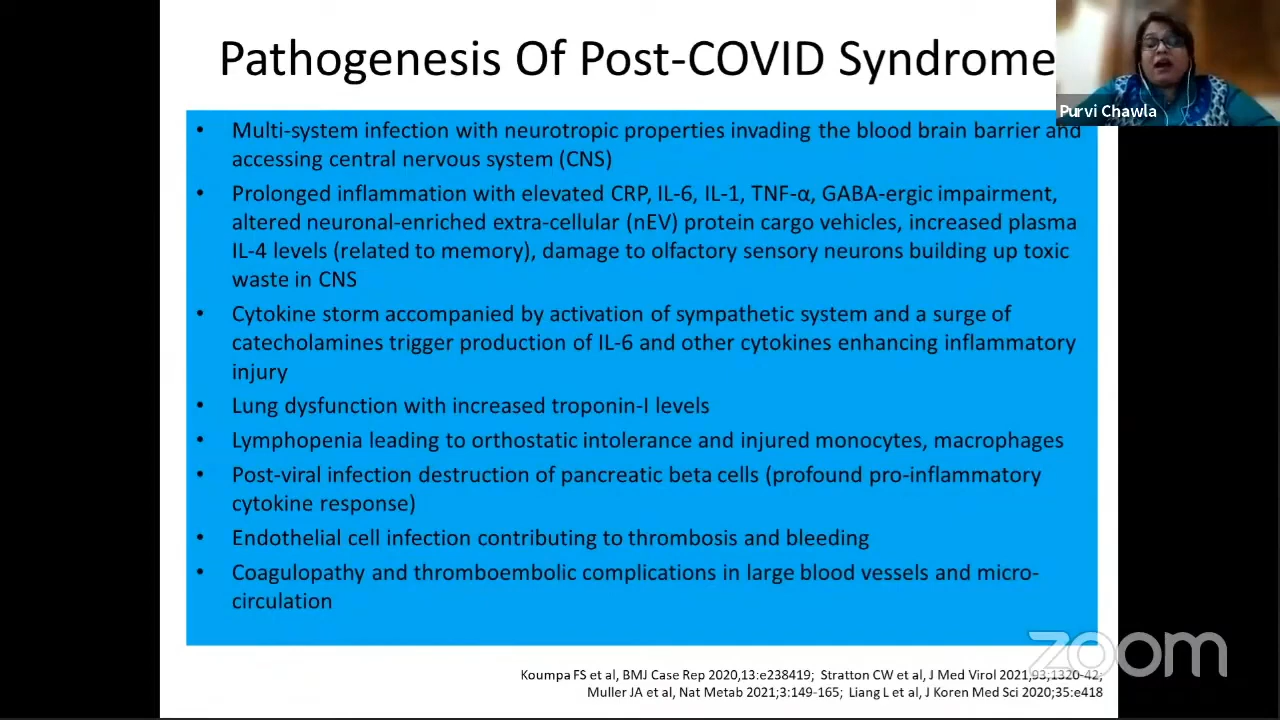 Pathogenesis Of Post-COVID Syndrome
Purvi Chawla
• Multi-system infection with neurotropic properties invading the blood brain barrier and
accessing central nervous system (CNS)
• Prolonged inflammation with elevated CRP, IL-6, IL-1, TNF-α, GABA-ergic impairment,
altered neuronal-enriched extra-cellular (nEV) protein cargo vehicles, increased plasma
IL-4 levels (related to memory), damage to olfactory sensory neurons building up toxic
waste in CNS
• Cytokine storm accompanied by activation of sympathetic system and a surge of
catecholamines trigger production of IL-6 and other cytokines enhancing inflammatory
injury
• Lung dysfunction with increased troponin-I levels
• Lymphopenia leading to orthostatic intolerance and injured monocytes, macrophages
• Post-viral infection destruction of pancreatic beta cells (profound pro-inflammatory
cytokine response)
• Endothelial cell infection contributing to thrombosis and bleeding
• Coagulopathy and thromboembolic complications in large blood vessels and micro-
circulation
zoom
Koumpa FS et al, BMJ Case Rep 2020,13:e238419; Stratton CW et al, J Med Virol 2021,93,1320-42;
Muller JA et al, Nat Metab 2021;3:149-165; Liang L et al, J Koren Med Sci 2020;35:e418